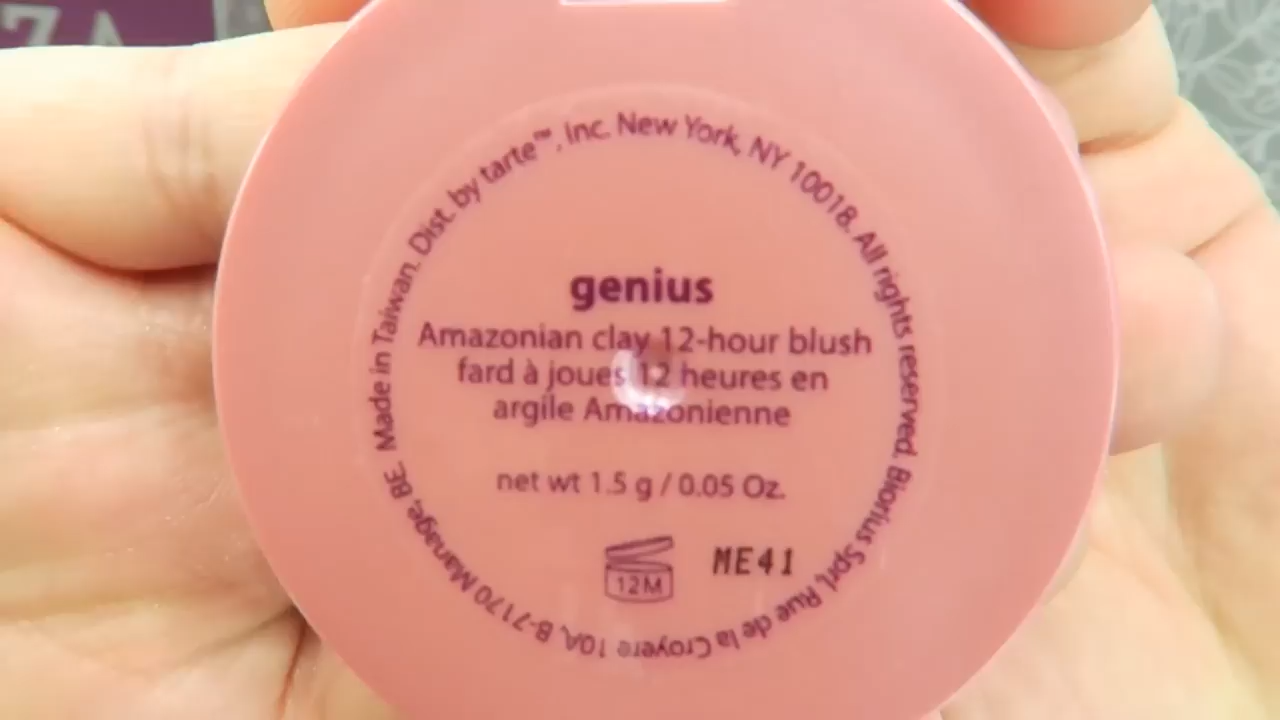 ZA
genius
Amazonian clay 12-hour blush
fard à joues 12 heures en
argile Amazonienne
net wt 1.5 g / 0.05 Oz.
12M
ME41
Made in Taiwan. Dist. by tarte™, Inc. New York, NY 10018. All rights reserved. Biorius Sprl, Rue de la Croyere 10A, B-7170 Manage, BE.